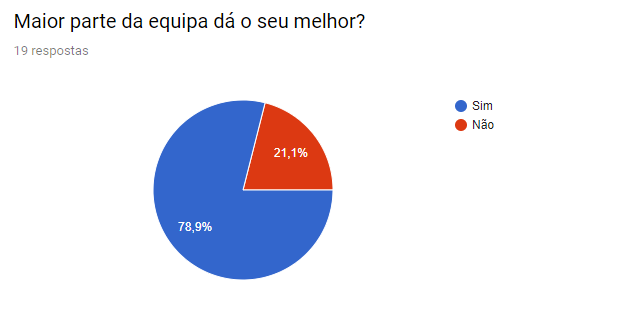 Maior parte da equipa dá o seu melhor?
19 respostas
Sim
Não
21,1%
78,9%